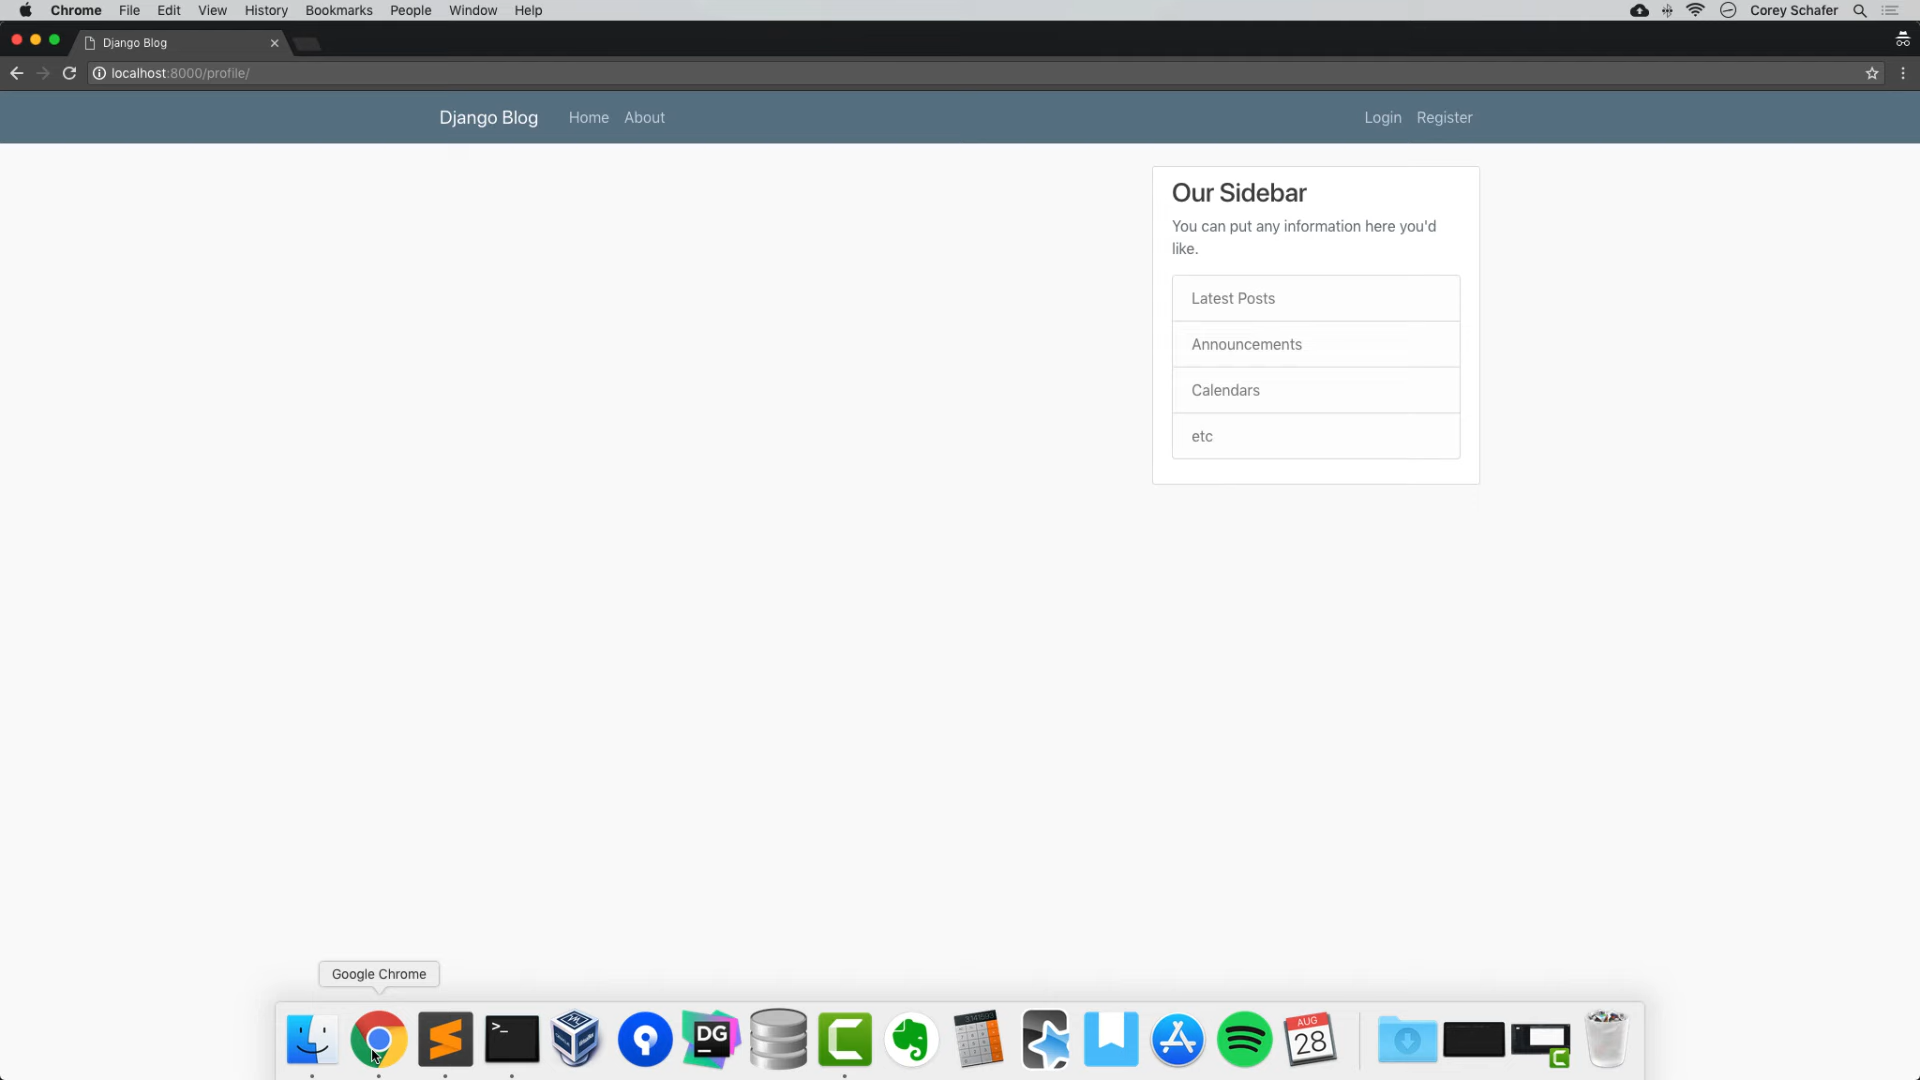 Chrome File Edit View History Bookmarks People Window Help Corey Schafer
Django Blog
localhost:8000/profile/
Django Blog Home About Login Register
Our Sidebar
You can put any information here you'd
like.
Latest Posts
Announcements
Calendars
etc
Google Chrome
>_
DG
AUG
28